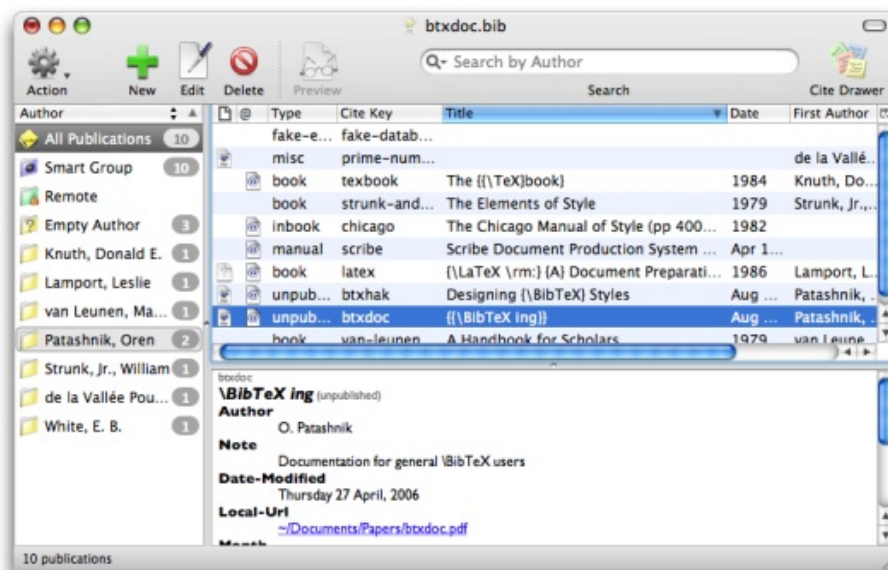 btxdoc.bib
Action New Edit Delete Preview Search by Author Search Cite Drawer
Author
All Publications 10
Smart Group 10
Remote
Empty Author 3
Knuth, Donald E. 1
Lamport, Leslie 1
van Leunen, Ma... 1
Patashnik, Oren 2
Strunk, Jr., William 1
de la Vallée Pou... 1
White, E. B. 1
@ Type Cite Key Title Date First Author
fake-e... fake-datab...
misc prime-num... de la Vallé...
book texbook The {{\TeX}book} 1984 Knuth, Do...
book strunk-and... The Elements of Style 1979 Strunk, Jr.,...
inbook chicago The Chicago Manual of Style (pp 400... 1982
manual scribe Scribe Document Production System ... Apr 1...
book latex {\LaTeX \rm:} {A} Document Preparati... 1986 Lamport, L...
unpub... btxhak Designing {\BibTeX} Styles Aug ... Patashnik, ...
unpub... btxdoc {{\BibTeX ing}} Aug ... Patashnik, ...
book van-leunen A Handbook for Scholars 1979 van Leune...
btxdoc
\BibTeX ing (unpublished)
Author
O. Patashnik
Note
Documentation for general \BibTeX users
Date-Modified
Thursday 27 April, 2006
Local-Url
~/Documents/Papers/btxdoc.pdf
Month
10 publications